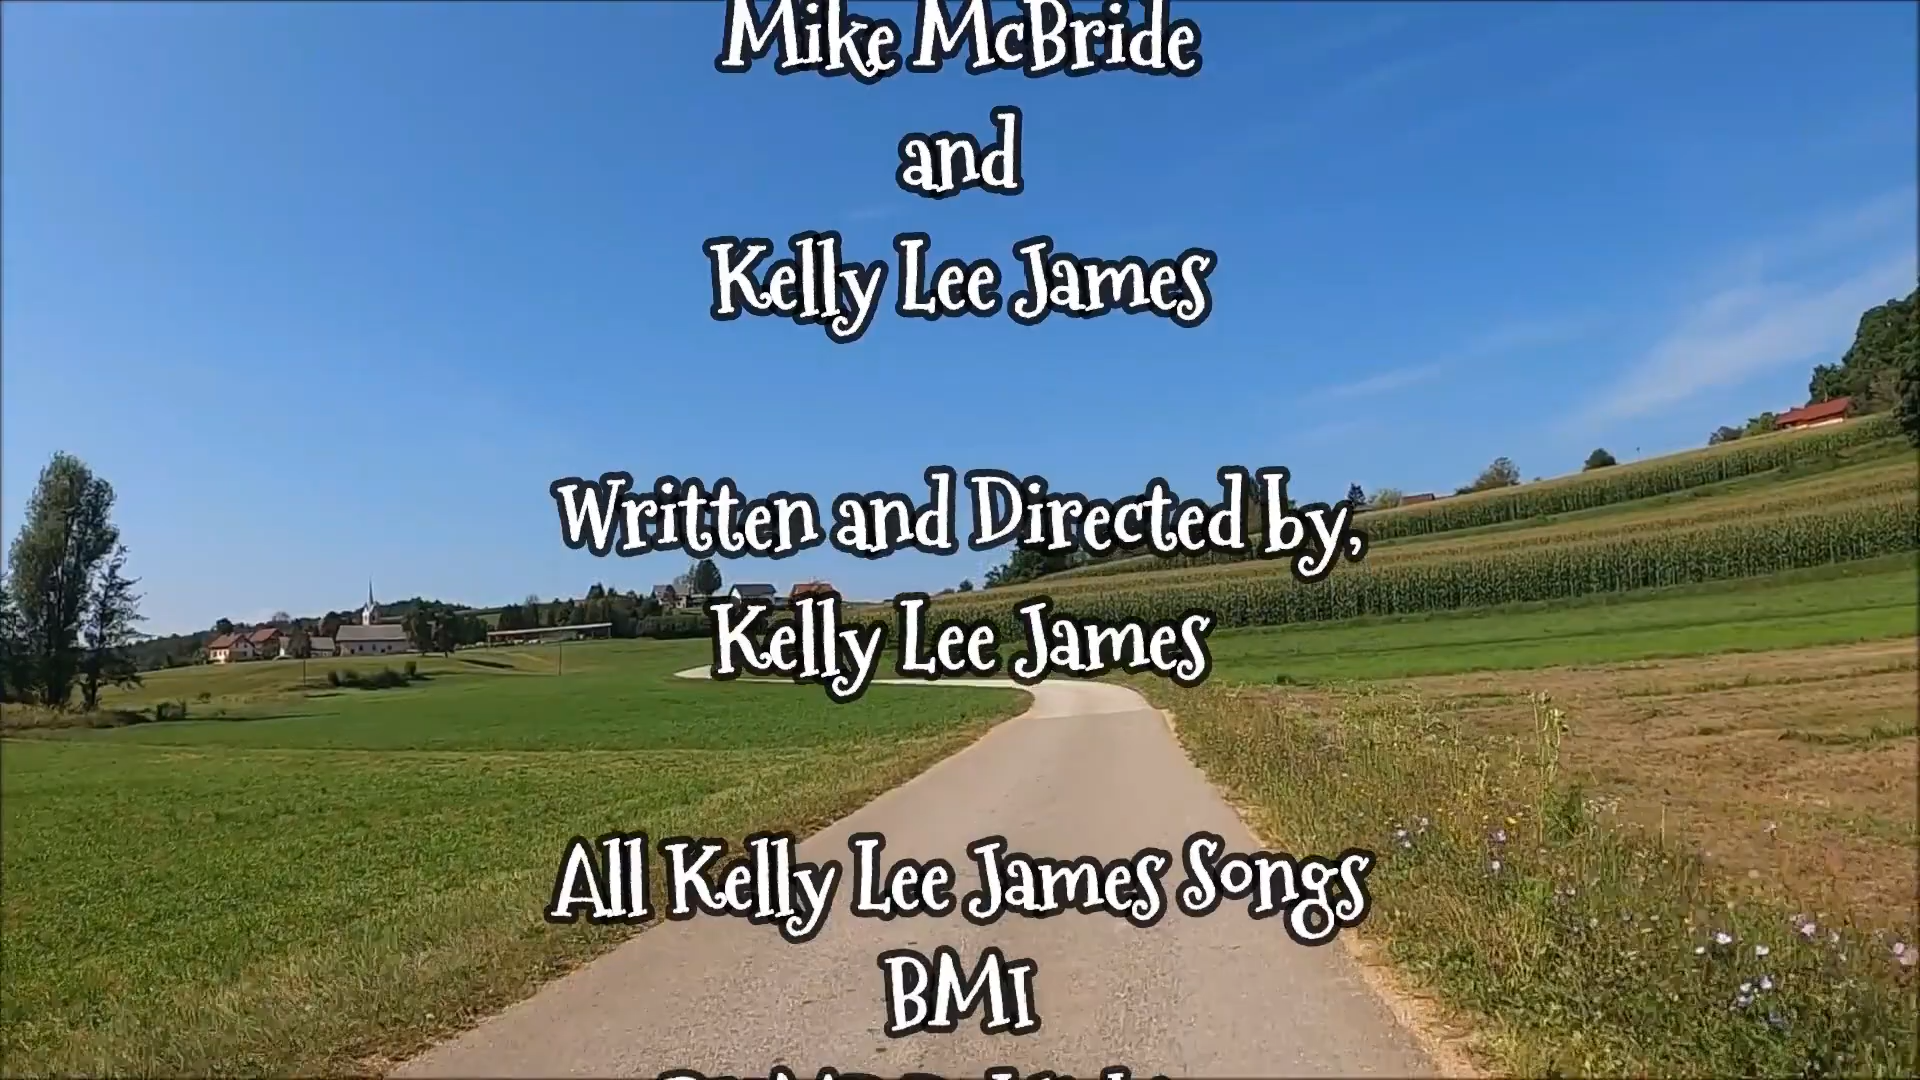 Mike McBride
and
Kelly Lee James
Written and Directed by,
Kelly Lee James
All Kelly Lee James Songs
BMI